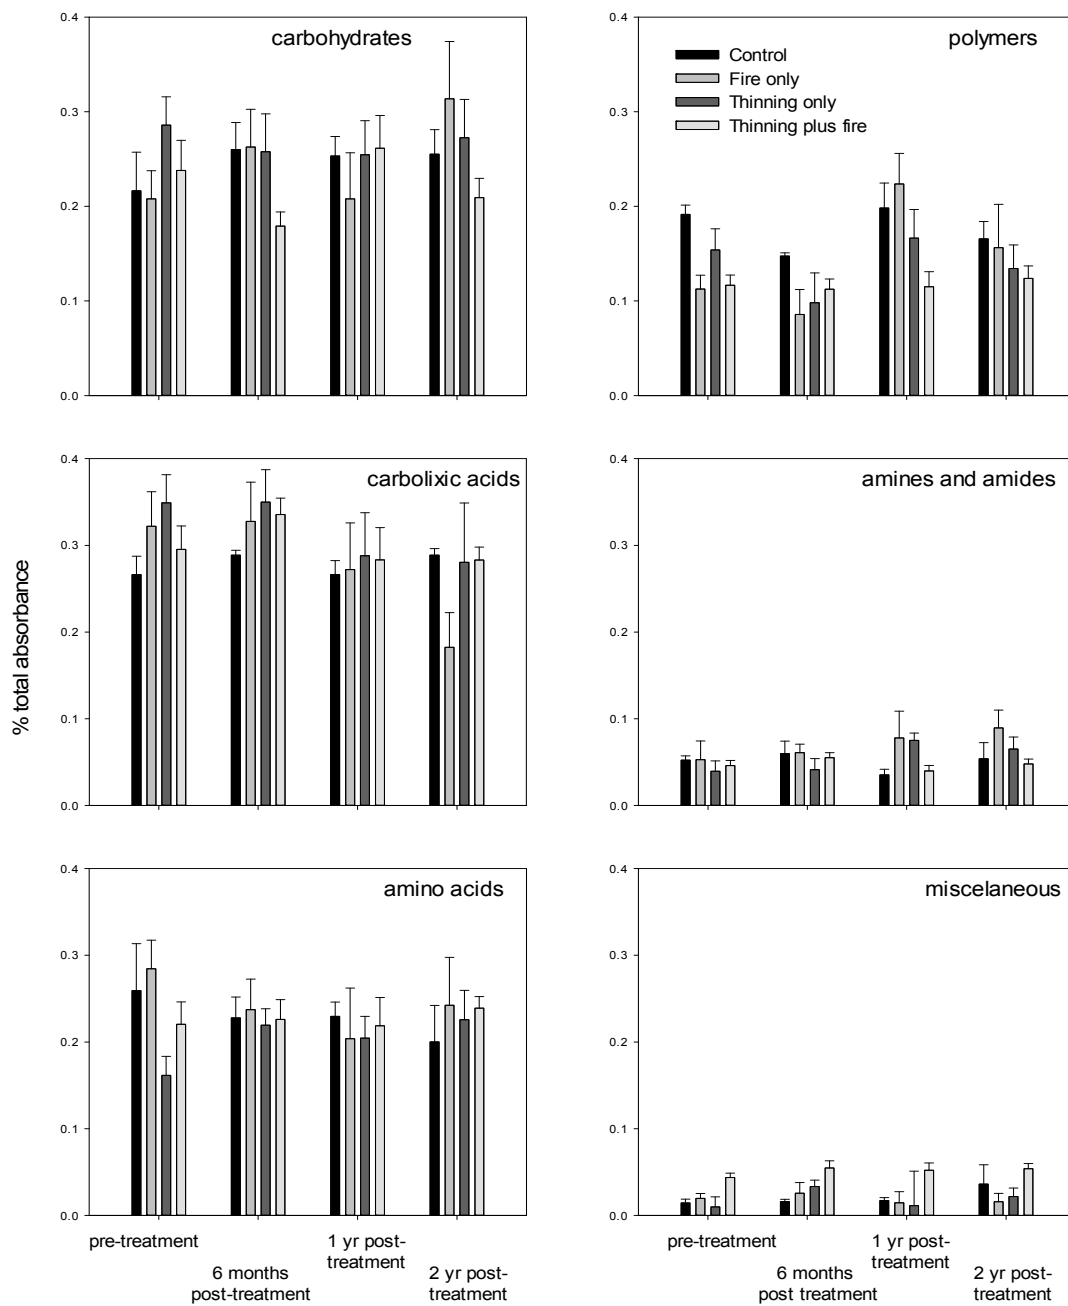 % total absorbance
carbohydrates
0.4
0.3
0.2
0.1
0.0
polymers
Control
Fire only
Thinning only
Thinning plus fire
0.4
0.3
0.2
0.1
0.0
carbolixic acids
0.4
0.3
0.2
0.1
0.0
amines and amides
0.4
0.3
0.2
0.1
0.0
amino acids
0.4
0.3
0.2
0.1
0.0
pre-treatment
6 months
post-treatment
1 yr post-
treatment
2 yr post-
treatment
miscelaneous
0.4
0.3
0.2
0.1
0.0
pre-treatment
6 months
post treatment
1 yr post-
treatment
2 yr post-
treatment